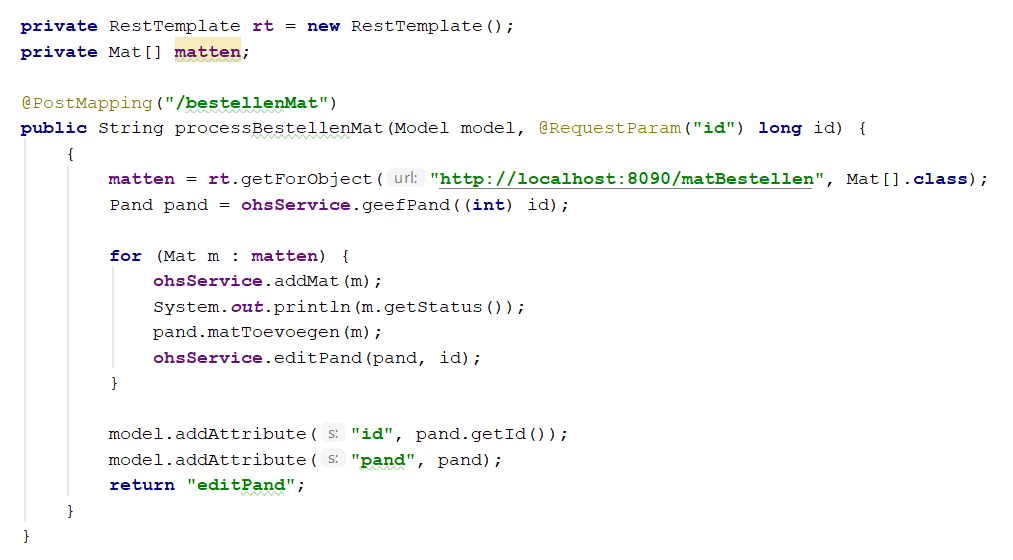 private RestTemplate rt = new RestTemplate();
private Mat[] matten;
@PostMapping("/bestellenMat")
public String processBestellenMat(Model model, @RequestParam("id") long id) {
{
matten = rt.getForObject( url: "http://localhost:8090/matBestellen", Mat[].class);
Pand pand = ohsService.geefPand((int) id);
for (Mat m : matten) {
ohsService.addMat(m);
System.out.println(m.getStatus());
pand.matToevoegen(m);
ohsService.editPand(pand, id);
}
model.addAttribute( s: "id", pand.getId());
model.addAttribute( s: "pand", pand);
return "editPand";
}
}